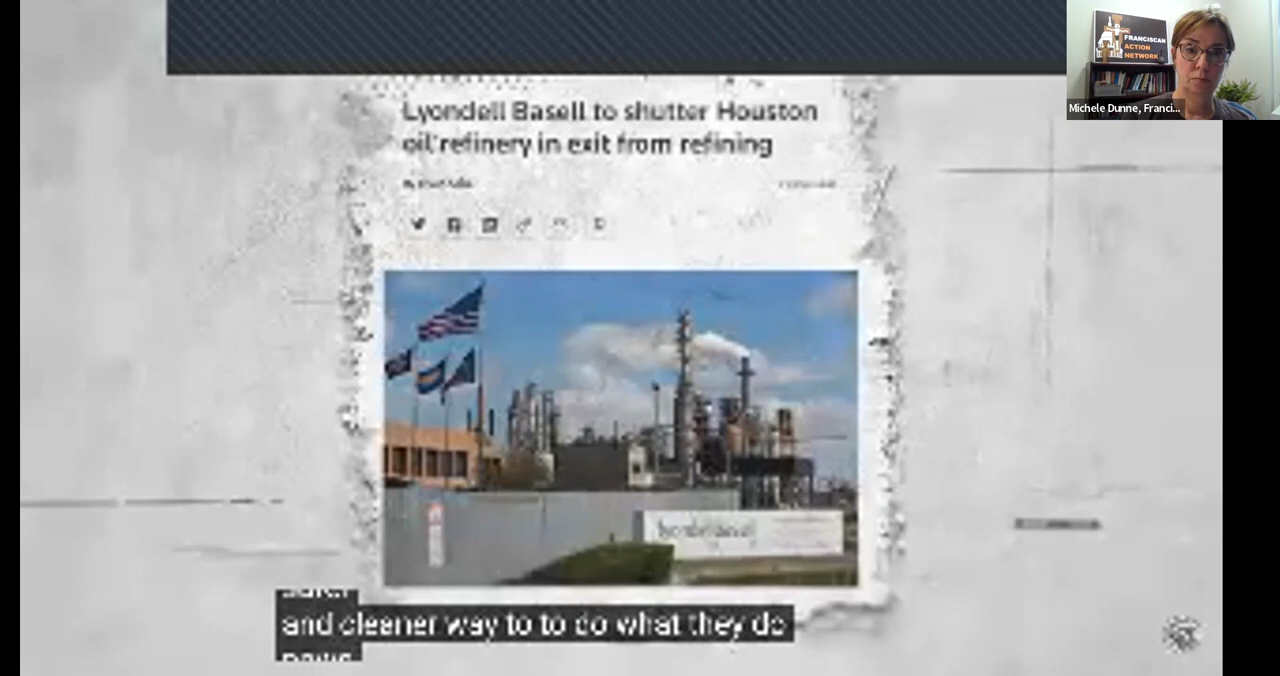 FRANCISCAN
ACTION
NETWORK
Michele Dunne, Franci...
Lyondell Basell to shutter Houston
oil refinery in exit from refining
and cleaner way to to do what they do